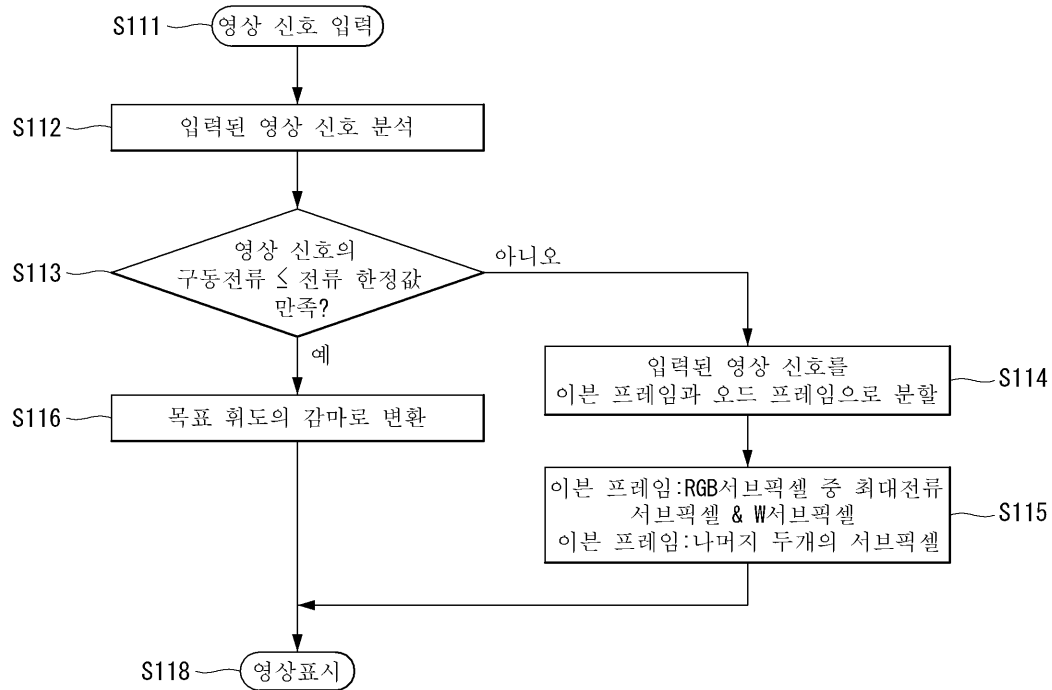 S111
영상 신호 입력
S112
입력된 영상 신호 분석
S113
영상 신호의
구동전류 ≤ 전류 한정값
만족?
아니오
예
입력된 영상 신호를
이븐 프레임과 오드 프레임으로 분할
S114
S116
목표 휘도의 감마로 변환
이븐 프레임:RGB서브픽셀 중 최대전류
서브픽셀 & W서브픽셀
이븐 프레임:나머지 두개의 서브픽셀
S115
S118
영상표시